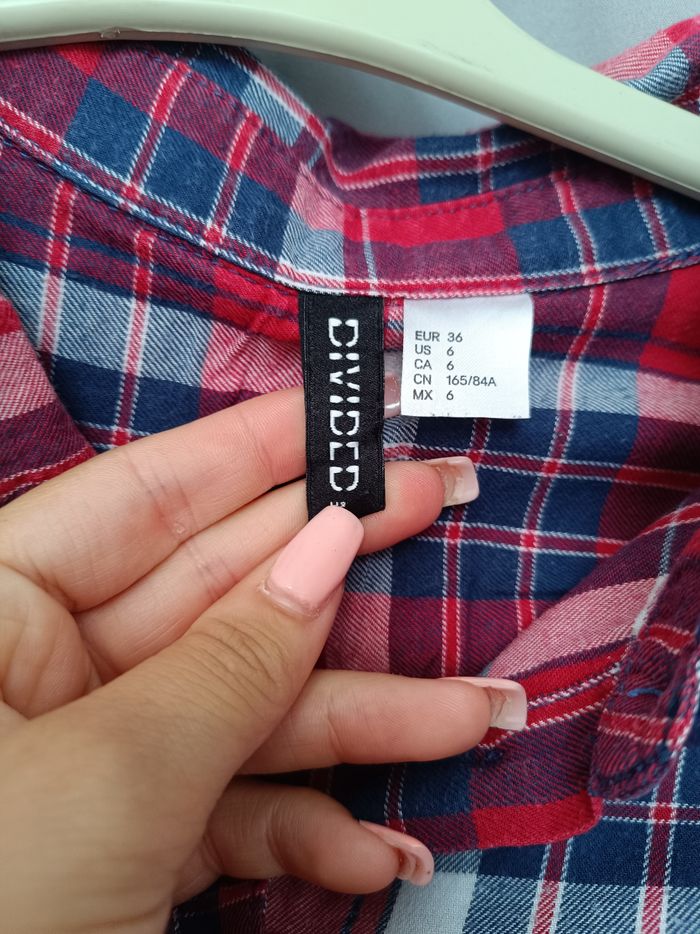 DIVIDED
EUR 36
US 6
CA 6
CN 165/84A
MX 6